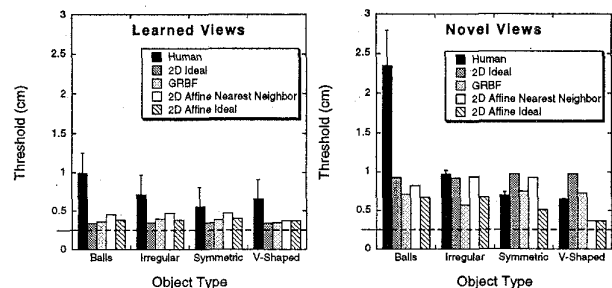 Learned Views
Human
2D Ideal
GRBF
2D Affine Nearest Neighbor
2D Affine Ideal
Threshold (cm)
3
2.5
2
1.5
1
0.5
0
Balls Irregular Symmetric V-Shaped
Object Type
Novel Views
Human
2D Ideal
GRBF
2D Affine Nearest Neighbor
2D Affine Ideal
Threshold (cm)
3
2.5
2
1.5
1
0.5
0
Balls Irregular Symmetric V-Shaped
Object Type